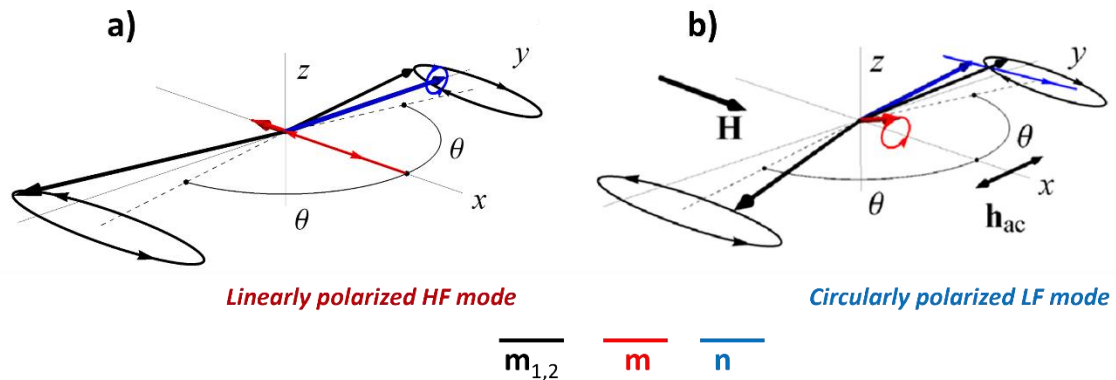 a)
z
y
θ
x
θ
b)
z
y
H
θ
x
θ
h_ac
Linearly polarized HF mode
Circularly polarized LF mode
m_1,2 m n